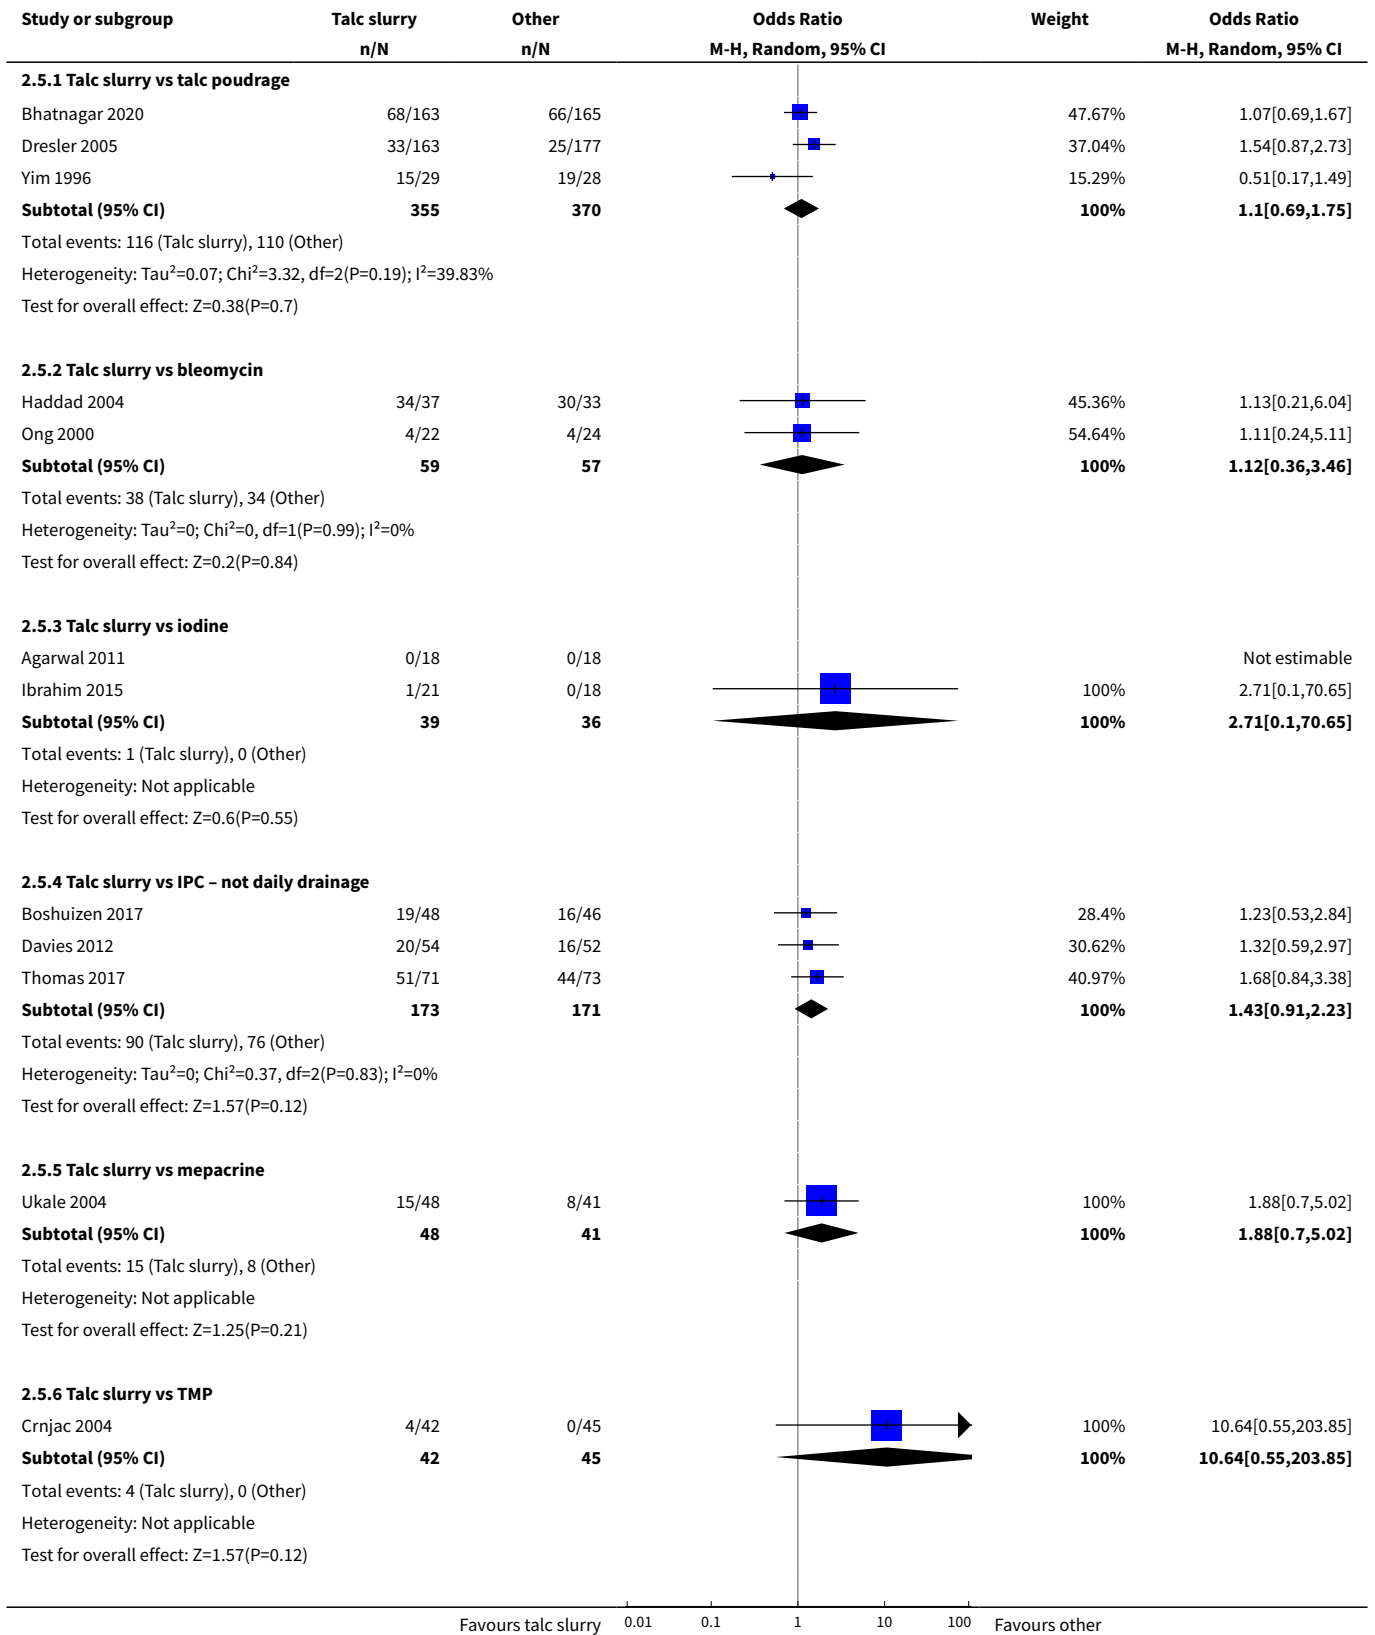 Study or subgroup Talc slurry Other Odds Ratio Weight Odds Ratio
n/N n/N M-H, Random, 95% CI M-H, Random, 95% CI
2.5.1 Talc slurry vs talc poudrage
Bhatnagar 2020 68/163 66/165 47.67% 1.07[0.69,1.67]
Dresler 2005 33/163 25/177 37.04% 1.54[0.87,2.73]
Yim 1996 15/29 19/28 15.29% 0.51[0.17,1.49]
Subtotal (95% CI) 355 370 100% 1.1[0.69,1.75]
Total events: 116 (Talc slurry), 110 (Other)
Heterogeneity: Tau²=0.07; Chi²=3.32, df=2(P=0.19); I²=39.83%
Test for overall effect: Z=0.38(P=0.7)
2.5.2 Talc slurry vs bleomycin
Haddad 2004 34/37 30/33 45.36% 1.13[0.21,6.04]
Ong 2000 4/22 4/24 54.64% 1.11[0.24,5.11]
Subtotal (95% CI) 59 57 100% 1.12[0.36,3.46]
Total events: 38 (Talc slurry), 34 (Other)
Heterogeneity: Tau²=0; Chi²=0, df=1(P=0.99); I²=0%
Test for overall effect: Z=0.2(P=0.84)
2.5.3 Talc slurry vs iodine
Agarwal 2011 0/18 0/18 Not estimable
Ibrahim 2015 1/21 0/18 100% 2.71[0.1,70.65]
Subtotal (95% CI) 39 36 100% 2.71[0.1,70.65]
Total events: 1 (Talc slurry), 0 (Other)
Heterogeneity: Not applicable
Test for overall effect: Z=0.6(P=0.55)
2.5.4 Talc slurry vs IPC – not daily drainage
Boshuizen 2017 19/48 16/46 28.4% 1.23[0.53,2.84]
Davies 2012 20/54 16/52 30.62% 1.32[0.59,2.97]
Thomas 2017 51/71 44/73 40.97% 1.68[0.84,3.38]
Subtotal (95% CI) 173 171 100% 1.43[0.91,2.23]
Total events: 90 (Talc slurry), 76 (Other)
Heterogeneity: Tau²=0; Chi²=0.37, df=2(P=0.83); I²=0%
Test for overall effect: Z=1.57(P=0.12)
2.5.5 Talc slurry vs mepacrine
Ukale 2004 15/48 8/41 100% 1.88[0.7,5.02]
Subtotal (95% CI) 48 41 100% 1.88[0.7,5.02]
Total events: 15 (Talc slurry), 8 (Other)
Heterogeneity: Not applicable
Test for overall effect: Z=1.25(P=0.21)
2.5.6 Talc slurry vs TMP
Crnjac 2004 4/42 0/45 100% 10.64[0.55,203.85]
Subtotal (95% CI) 42 45 100% 10.64[0.55,203.85]
Total events: 4 (Talc slurry), 0 (Other)
Heterogeneity: Not applicable
Test for overall effect: Z=1.57(P=0.12)
Favours talc slurry 0.01 0.1 1 10 100 Favours other